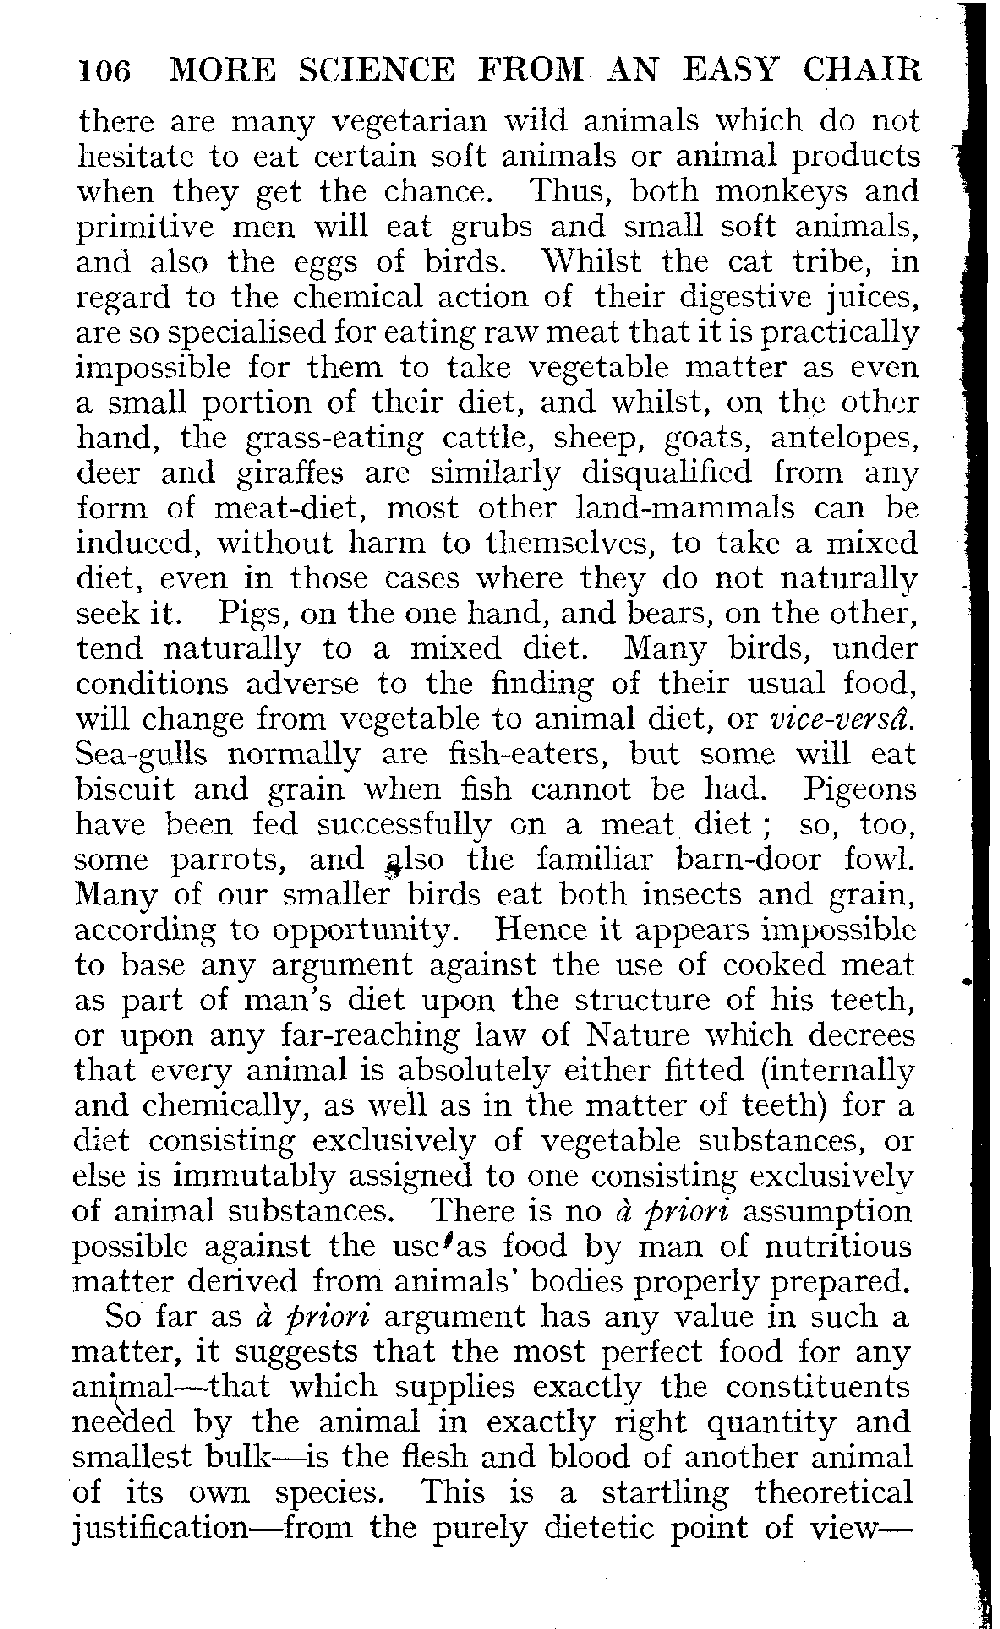 106 MORE SCIENCE FROM AN EASY CHAIR
there are many vegetarian wild animals which do not
hesitate to eat certain soft animals or animal products
when they get the chance. Thus, both monkeys and
primitive men will eat grubs and small soft animals,
and also the eggs of birds. Whilst the cat tribe, in
regard to the chemical action of their digestive juices,
are so specialised for eating raw meat that it is practically
impossible for them to take vegetable matter as even
a small portion of their diet, and whilst, on the other
hand, the grass-eating cattle, sheep, goats, antelopes,
deer and giraffes are similarly disqualified from any
form of meat-diet, most other land-mammals can be
induced, without harm to themselves, to take a mixed
diet, even in those cases where they do not naturally
seek it. Pigs, on the one hand, and bears, on the other,
tend naturally to a mixed diet. Many birds, under
conditions adverse to the finding of their usual food,
will change from vegetable to animal diet, or vice-versâ.
Sea-gulls normally are fish-eaters, but some will eat
biscuit and grain when fish cannot be had. Pigeons
have been fed successfully on a meat diet; so, too,
some parrots, and also the familiar barn-door fowl.
Many of our smaller birds eat both insects and grain,
according to opportunity. Hence it appears impossible
to base any argument against the use of cooked meat
as part of man's diet upon the structure of his teeth,
or upon any far-reaching law of Nature which decrees
that every animal is absolutely either fitted (internally
and chemically, as well as in the matter of teeth) for a
diet consisting exclusively of vegetable substances, or
else is immutably assigned to one consisting exclusively
of animal substances. There is no à priori assumption
possible against the use as food by man of nutritious
matter derived from animals' bodies properly prepared.
So far as à priori argument has any value in such a
matter, it suggests that the most perfect food for any
animal—that which supplies exactly the constituents
needed by the animal in exactly right quantity and
smallest bulk—is the flesh and blood of another animal
of its own species. This is a startling theoretical
justification—from the purely dietetic point of view—